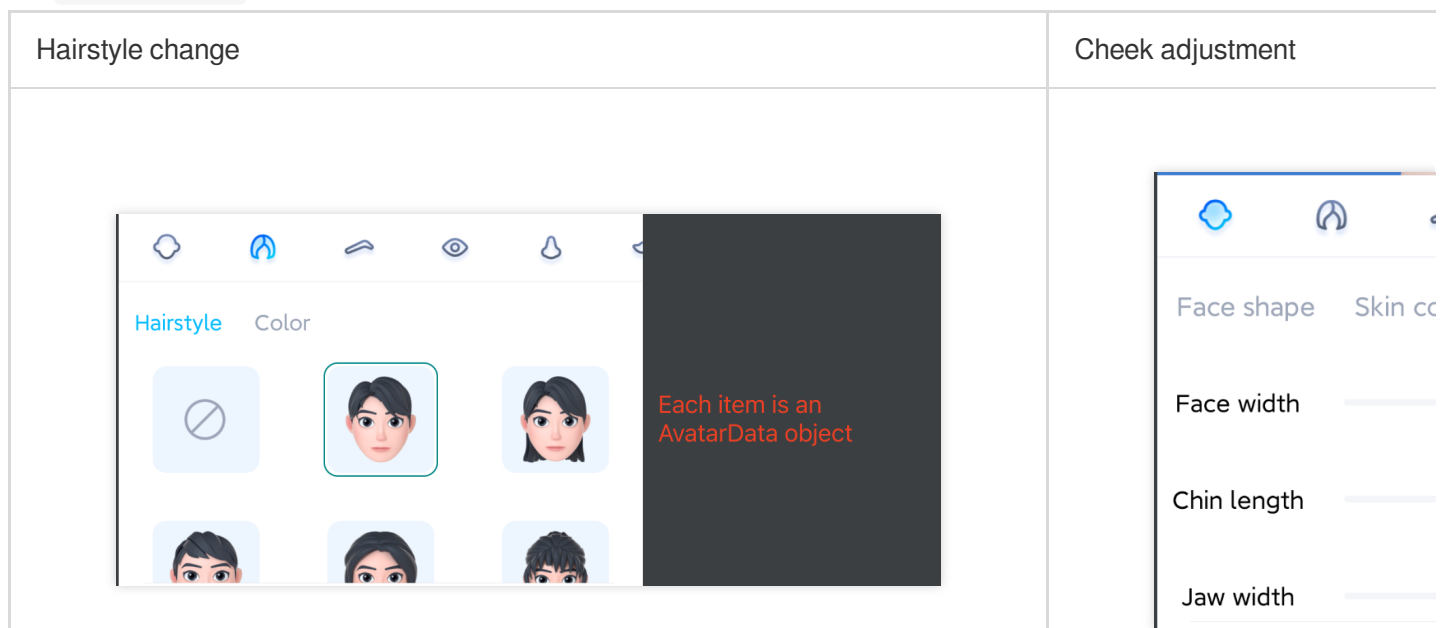 Hairstyle change
Cheek adjustment
Hairstyle Color
Each item is an
AvatarData object
Face shape Skin
Face width
Chin length
Jaw width